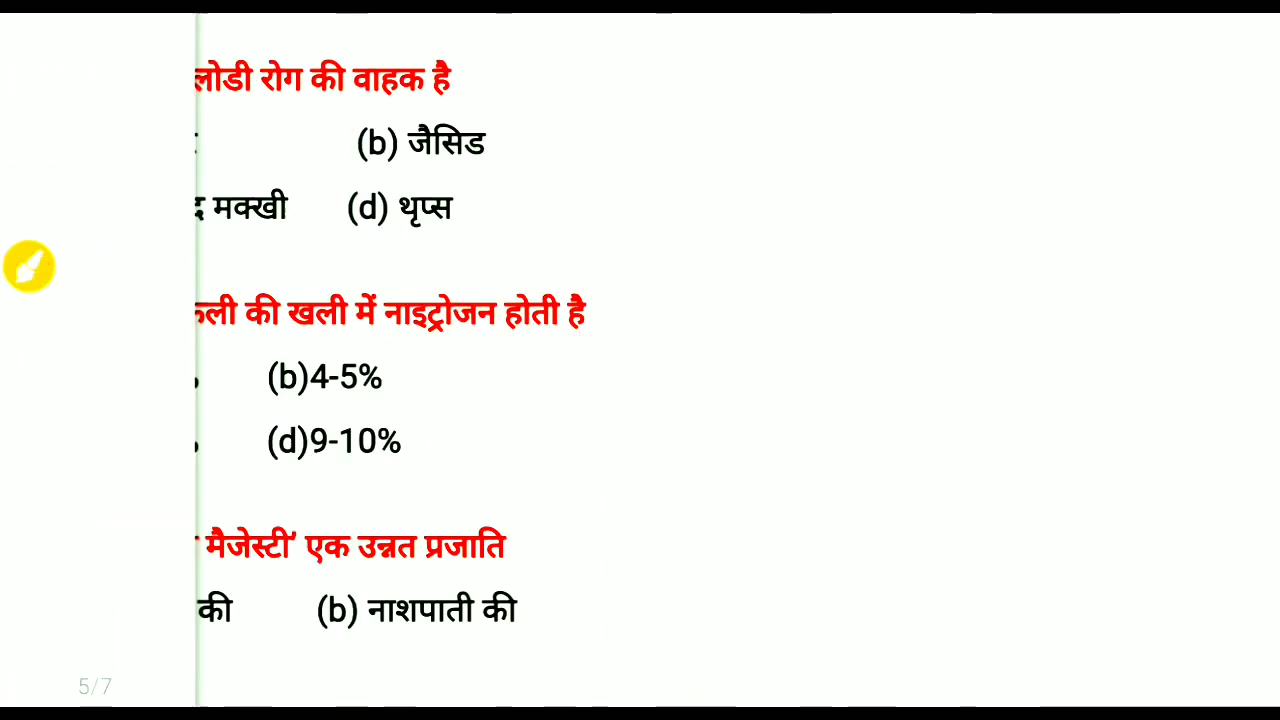 लोडी रोग की वाहक है
(b) जैसिड
मक्खी (d) थृप्स
की खली में नाइट्रोजन होती है
(b)4-5%
(d)9-10%
मैजेस्टी’ एक उन्नत प्रजाति
की (b) नाशपाती की
5/7